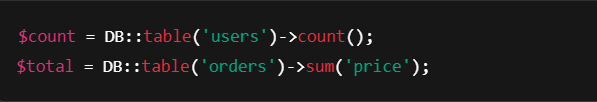 $count = DB::table('users')->count();
$total = DB::table('orders')->sum('price');